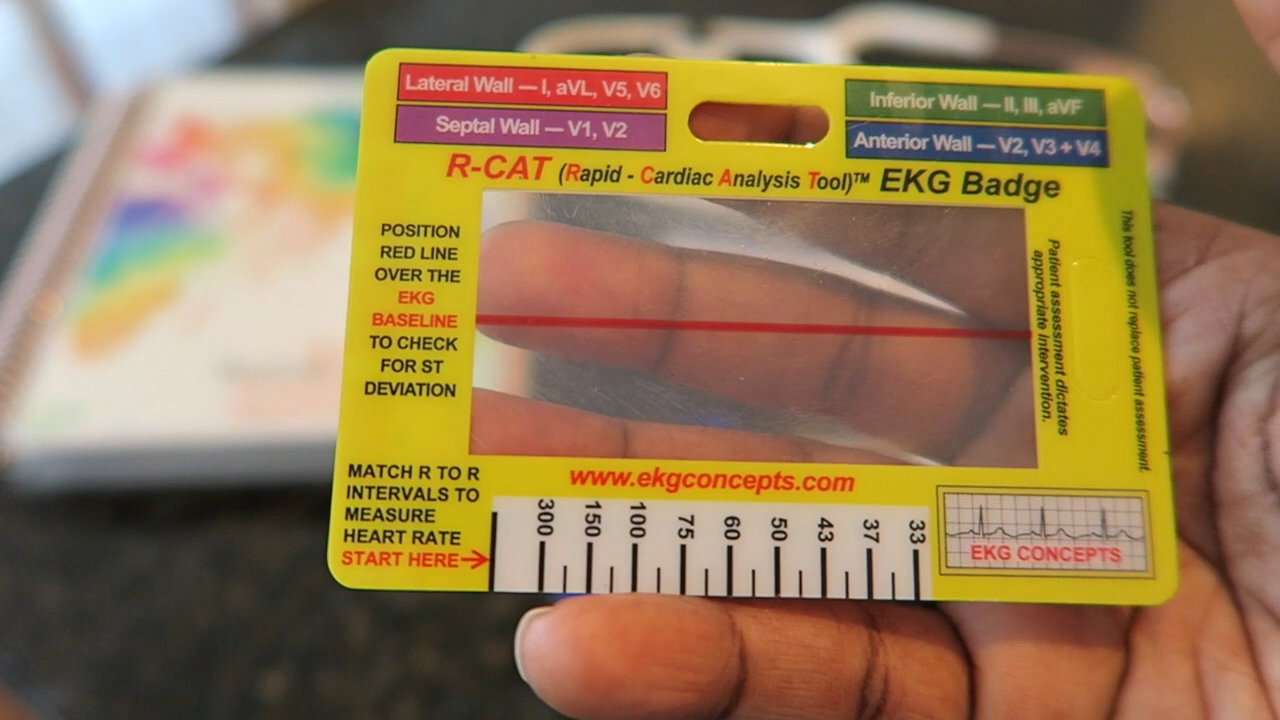 Lateral Wall — I, aVL, V5, V6
Septal Wall — V1, V2
Inferior Wall — II, III, aVF
Anterior Wall — V2, V3 + V4
R-CAT (Rapid - Cardiac Analysis Tool)™ EKG Badge
POSITION
RED LINE
OVER THE
EKG
BASELINE
TO CHECK
FOR ST
DEVIATION
Patient assessment dictates
appropriate intervention.
This tool does not replace patient assessment.
www.ekgconcepts.com
MATCH R TO R
INTERVALS TO
MEASURE
HEART RATE
START HERE→
300 150 100 75 60 50 43 37 33
EKG CONCEPTS